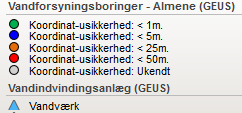 Vandforsyningsboringer - Almene (GEUS)
Koordinat-usikkerhed: < 1m.
Koordinat-usikkerhed: < 5m.
Koordinat-usikkerhed: < 25m.
Koordinat-usikkerhed: < 50m.
Koordinat-usikkerhed: Ukendt
Vandindvindingsanlæg (GEUS)
Vandværk